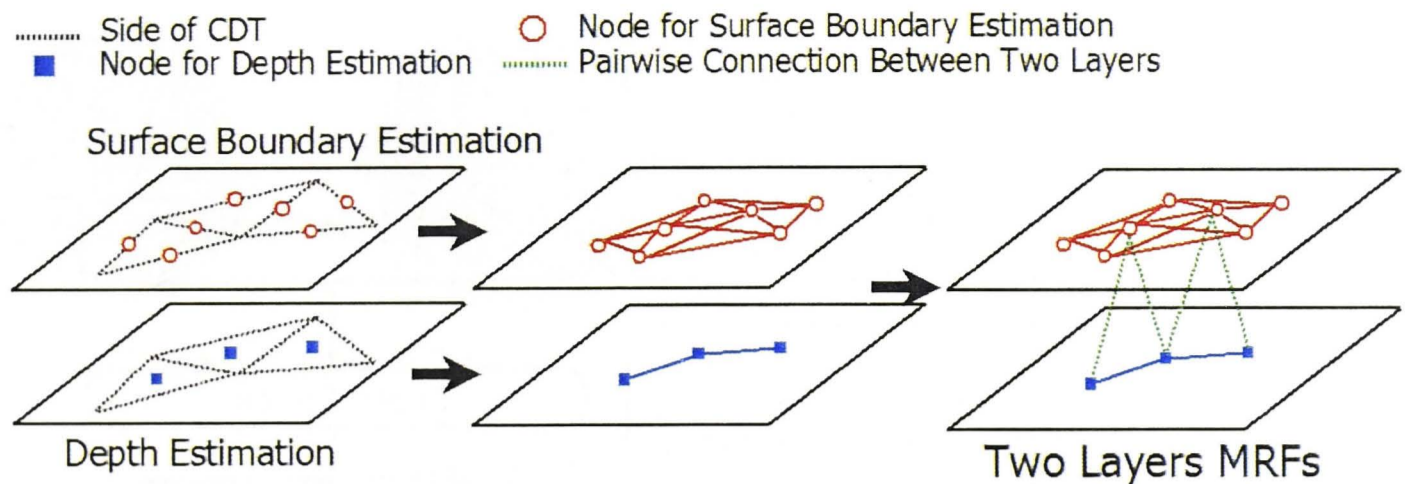 Side of CDT
Node for Surface Boundary Estimation
Node for Depth Estimation
Pairwise Connection Between Two Layers
Surface Boundary Estimation
Depth Estimation
Two Layers MRFs